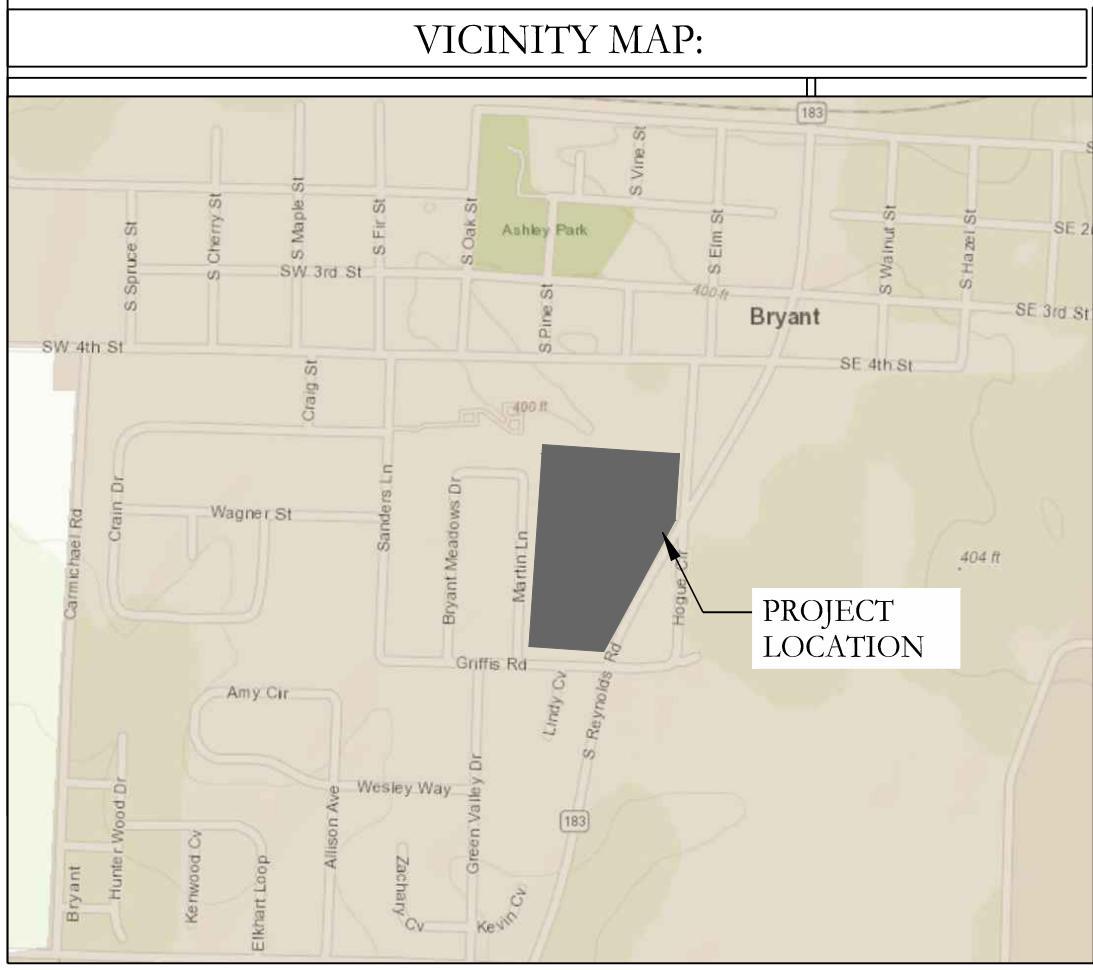 VICINITY MAP:
183
S Vine St
S Oak St
S Maple St
S Cherry St
S Fir St
S Spruce St
Ashley Park
S Elm St
S Walnut St
S Hazel St
SW 3rd St
S Pine St
400 ft
Bryant
SE 3rd St
SW 4th St
SE 4th St
Craig St
400 ft
Crain Dr
Wagner St
Sanders Ln
Bryant Meadows Dr
Martin Ln
Carmichael Rd
Hogue Cir
404 ft
PROJECT
LOCATION
Griffis Rd
Amy Cir
Lindy Cv
S Reynolds Rd
Wesley Way
Green Valley Dr
Allison Ave
183
Hunter Wood Dr
Bryant
Kenwood Cv
Elkhart Loop
Zachary
Cv
Kevin Cv